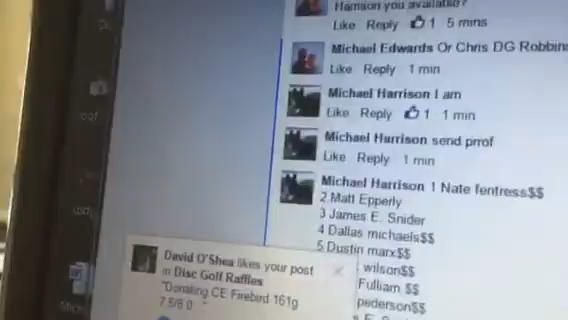 Harrison you available?
Like Reply 1 5 mins
Michael Edwards Or Chris DG Robbins
Like Reply 1 min
Michael Harrison I am
Like Reply 1 1 min
Michael Harrison send prrof
Like Reply 1 min
Michael Harrison 1 Nate fentress$$
2.Matt Epperly
3 James E. Snider
4 Dallas michaels$$
5 Dustin marx$$
wilson$$
Fulliam $$
pederson$$
David O'Shea likes your post
in Disc Golf Raffles
"Donating CE Firebird 161g
7.5/8.0 "